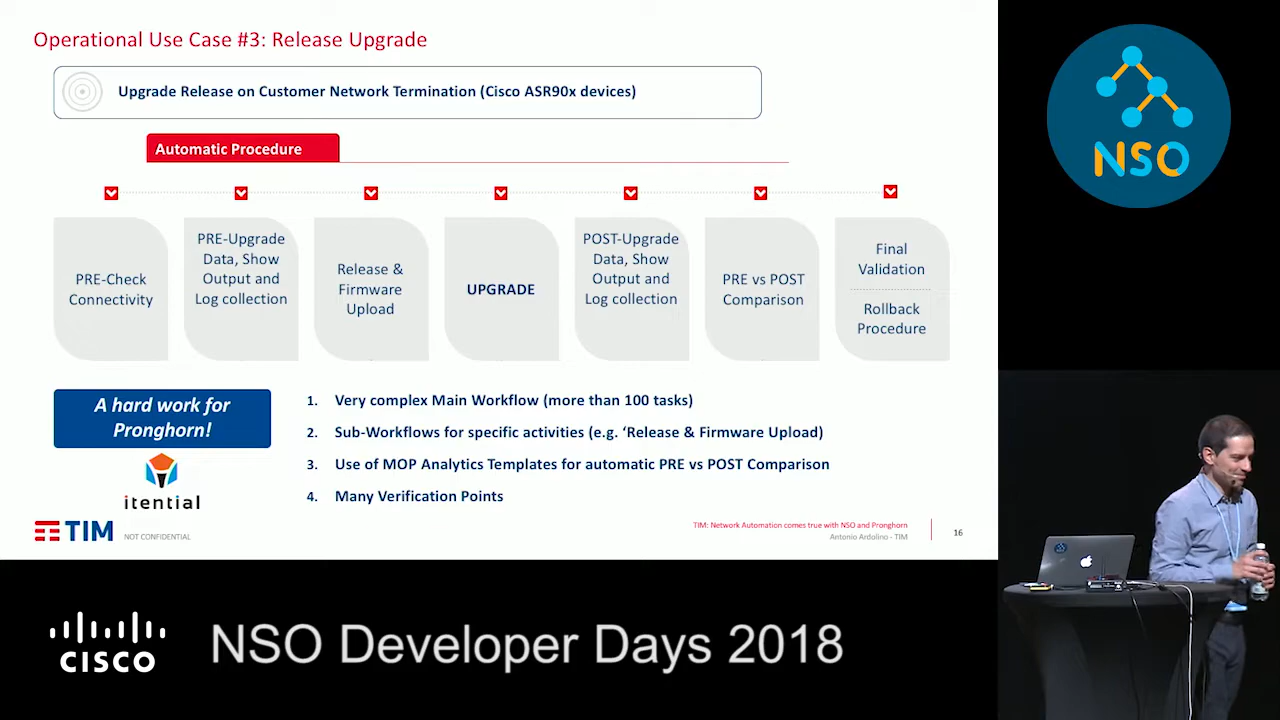 Operational Use Case #3: Release Upgrade
Upgrade Release on Customer Network Termination (Cisco ASR90x devices)
Automatic Procedure
PRE-Check
Connectivity
PRE-Upgrade
Data, Show
Output and
Log collection
Release &
Firmware
Upload
UPGRADE
POST-Upgrade
Data, Show
Output and
Log collection
PRE vs POST
Comparison
Final
Validation
Rollback
Procedure
A hard work for
Pronghorn!
itential
1. Very complex Main Workflow (more than 100 tasks)
2. Sub-Workflows for specific activities (e.g. ‘Release & Firmware Upload)
3. Use of MOP Analytics Templates for automatic PRE vs POST Comparison
4. Many Verification Points
TIM
NOT CONFIDENTIAL
TIM: Network Automation comes true with NSO and Pronghorn
Antonio Ardolino - TIM
16
NSO
CISCO
NSO Developer Days 2018